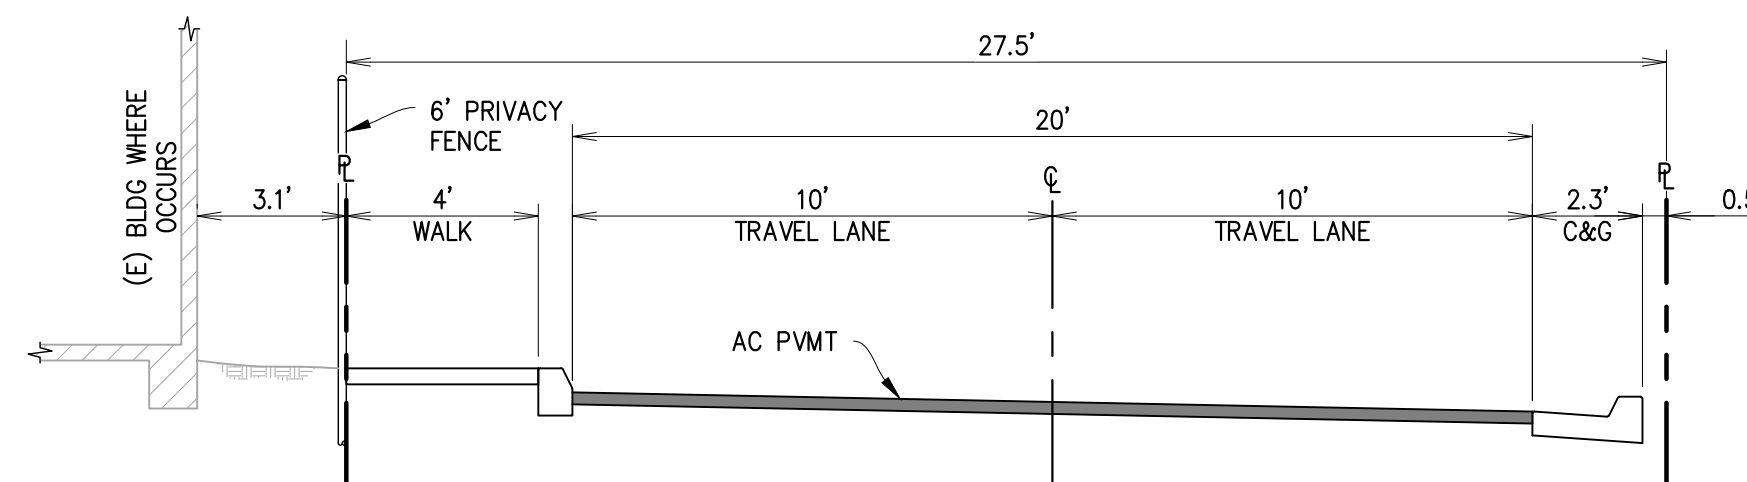 27.5'
6' PRIVACY
FENCE
20'
(E) BLDG WHERE
OCCURS
PL
CL
PL
3.1'
4'
WALK
10'
TRAVEL LANE
10'
TRAVEL LANE
2.3'
C&G
AC PVMT